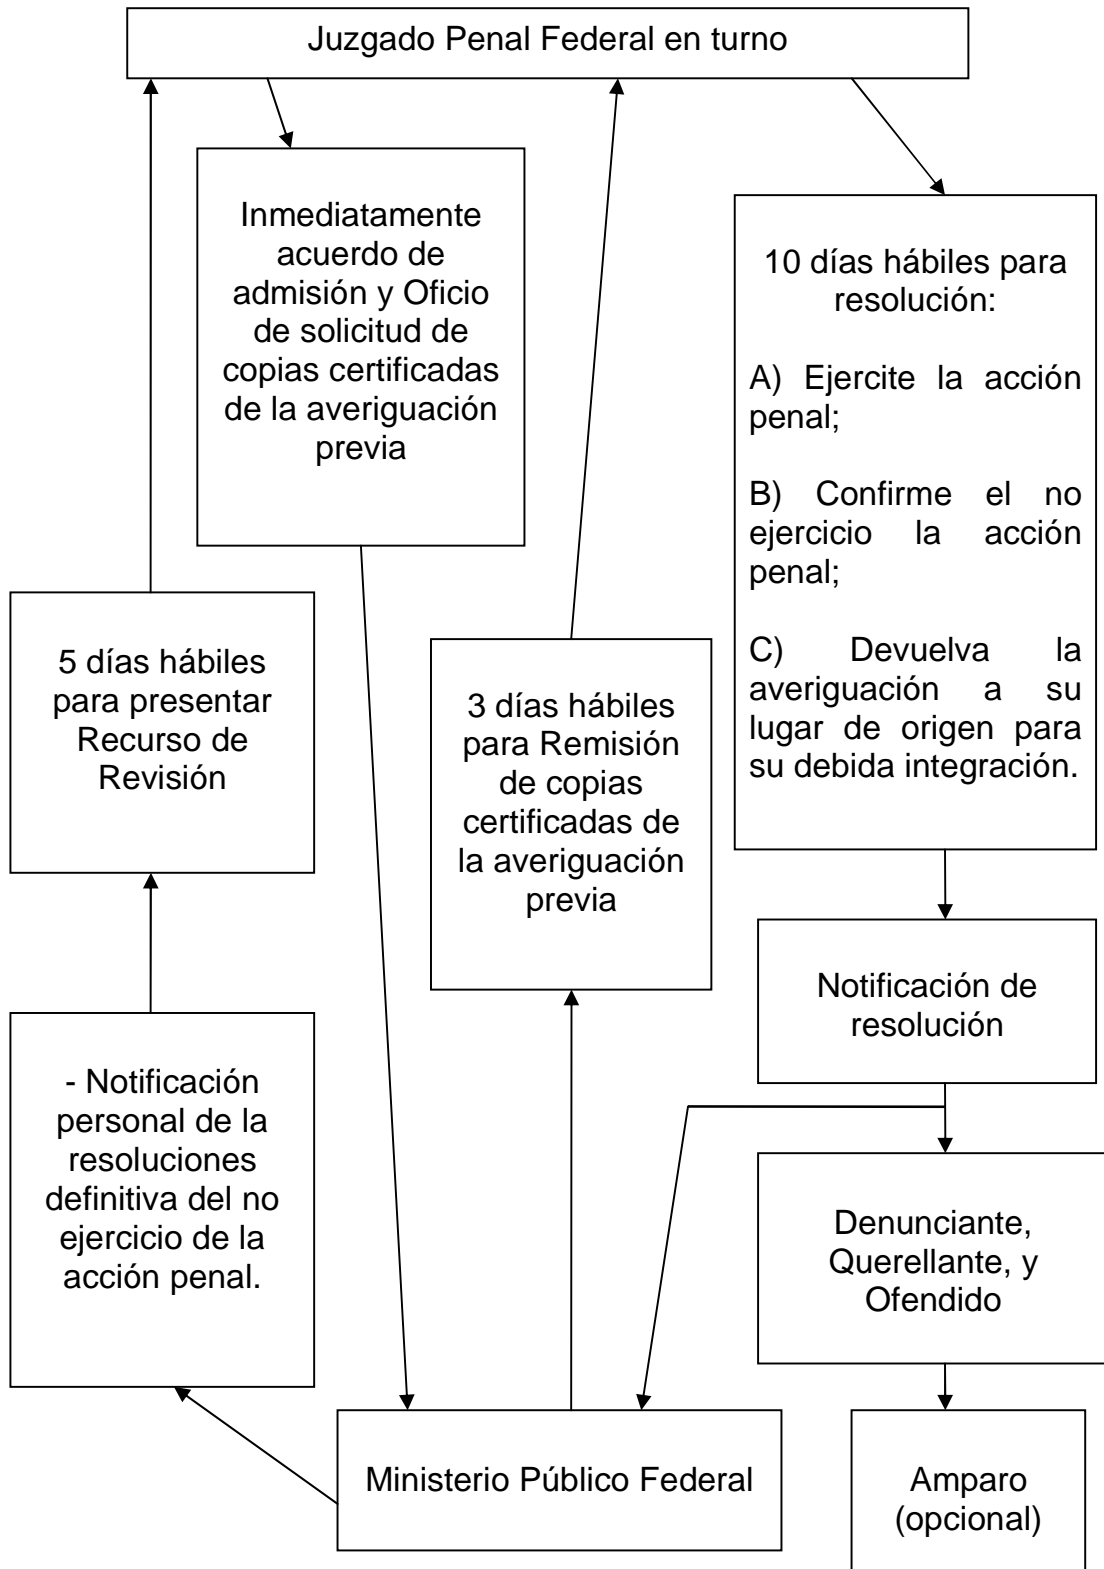 Juzgado Penal Federal en turno
Inmediatamente
acuerdo de
admisión y Oficio
de solicitud de
copias certificadas
de la averiguación
previa
10 días hábiles para
resolución:
A) Ejercite la acción
penal;
B) Confirme el no
ejercicio la acción
penal;
C) Devuelva la
averiguación a su
lugar de origen para
su debida integración.
5 días hábiles
para presentar
Recurso de
Revisión
3 días hábiles
para Remisión
de copias
certificadas de
la averiguación
previa
Notificación de
resolución
- Notificación
personal de la
resoluciones
definitiva del no
ejercicio de la
acción penal.
Denunciante,
Querellante, y
Ofendido
Ministerio Público Federal
Amparo
(opcional)